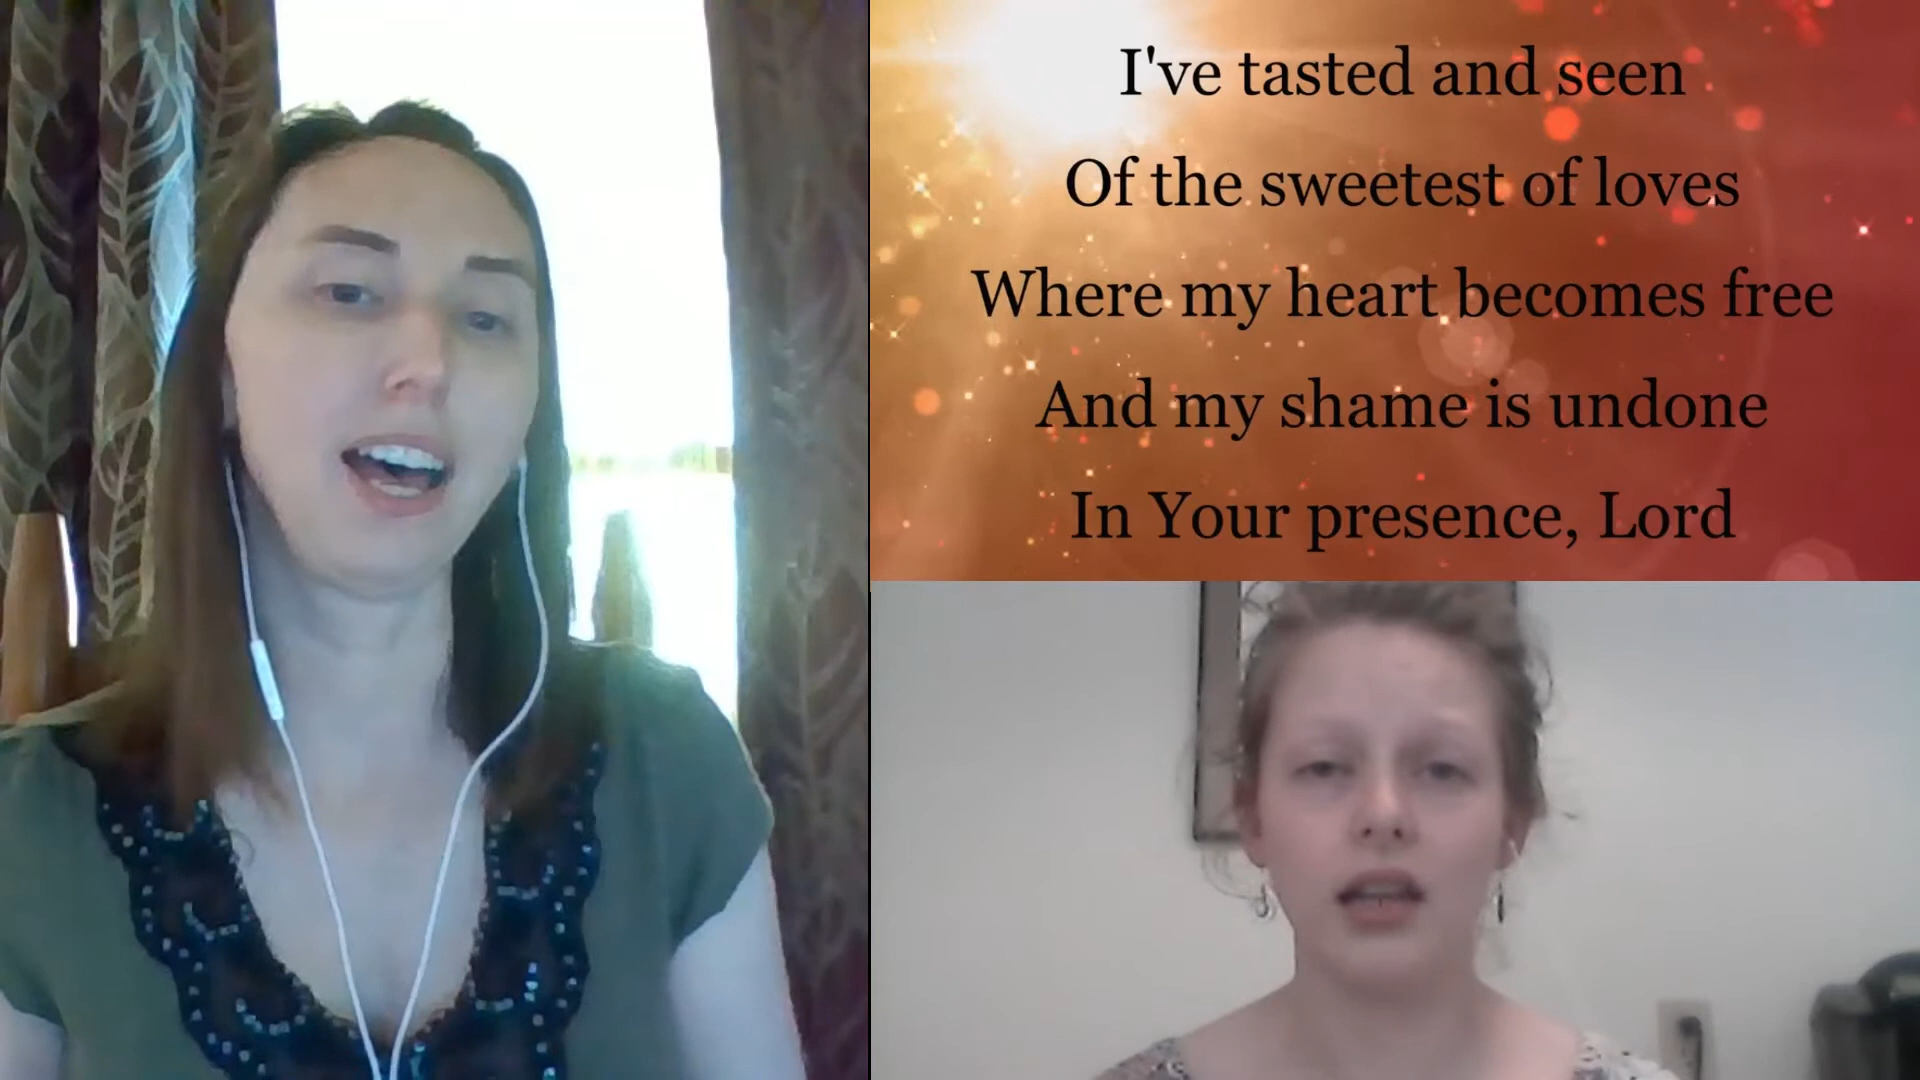 I've tasted and seen
Of the sweetest of loves
Where my heart becomes free
And my shame is undone
In Your presence, Lord